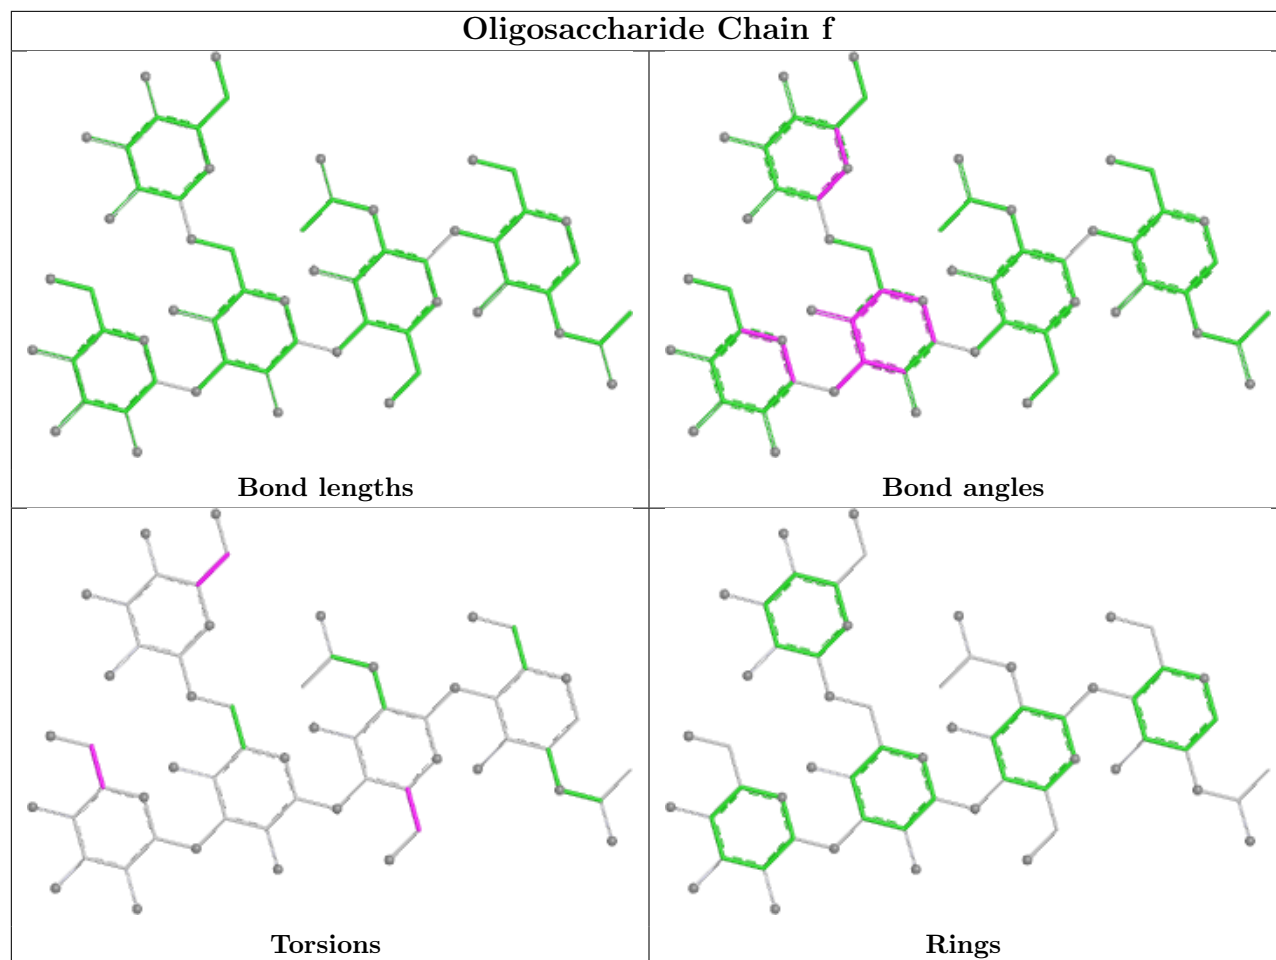 Oligosaccharide Chain f
Bond lengths
Bond angles
Torsions
Rings